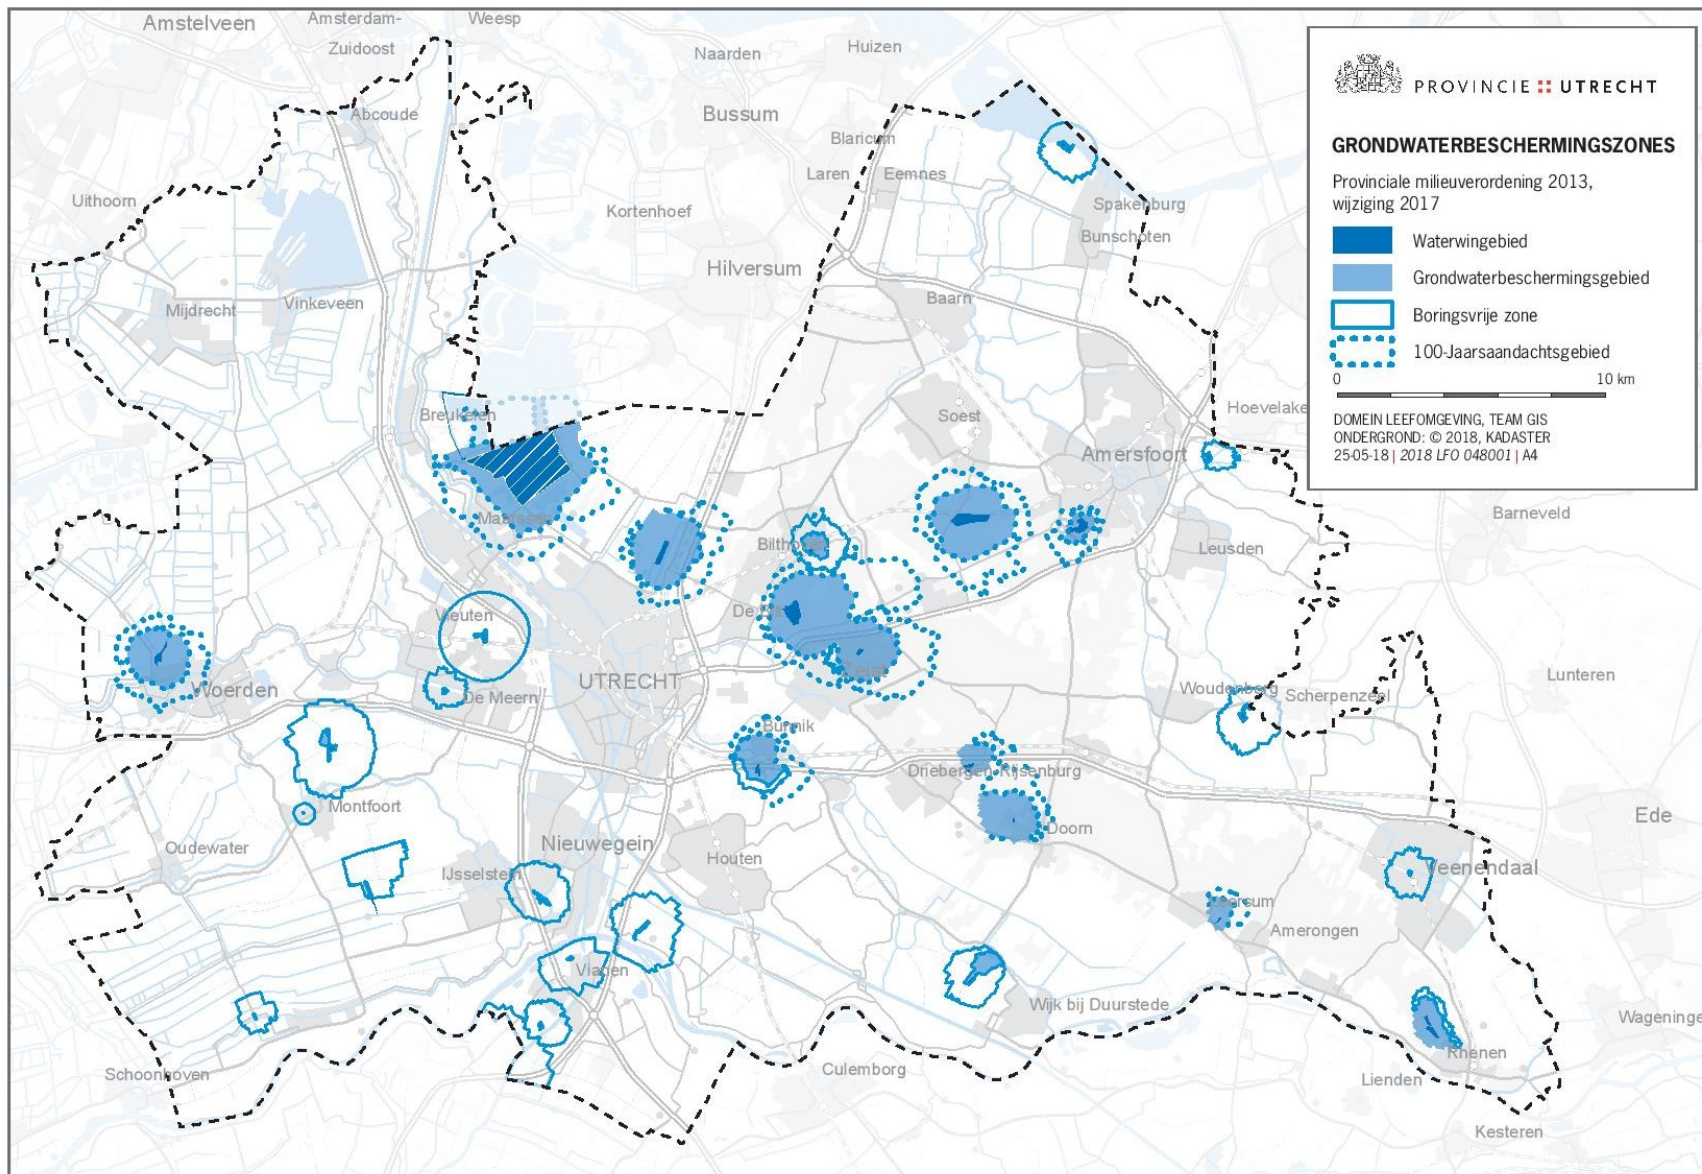 Amstelveen
Amsterdam-
Zuidoost
Weesp
Naarden
Huizen
Bussum
Abcoude
Blaricum
Laren
Eemnes
Uithoorn
Kortenhoef
Spakenburg
Bunschoten
Hilversum
Mijdrecht
Vinkeveen
Baarn
Breukelen
Soest
Hoevelake
Amersfoort
Maarssen
Barneveld
Bilthoven
Leusden
De Bilt
Vleuten
Zeist
Lunteren
Woerden
De Meern
UTRECHT
Woudenberg
Scherpenzeel
Bunnik
Driebergen-Rijsenburg
Montfoort
Doorn
Ede
Oudewater
Nieuwegein
Houten
IJsselstein
Veenendaal
Leersum
Amerongen
Vianen
Wijk bij Duurstede
Wageninge
Rhenen
Schoonhoven
Culemborg
Lienden
Kesteren
PROVINCIE UTRECHT
GRONDWATERBESCHERMINGSZONES
Provinciale milieuverordening 2013,
wijziging 2017
Waterwingebied
Grondwaterbeschermingsgebied
Boringsvrije zone
100-Jaarsaandachtsgebied
0 10 km
DOMEIN LEEFOMGEVING, TEAM GIS
ONDERGROND: © 2018, KADASTER
25-05-18 | 2018 LFO 048001 | A4